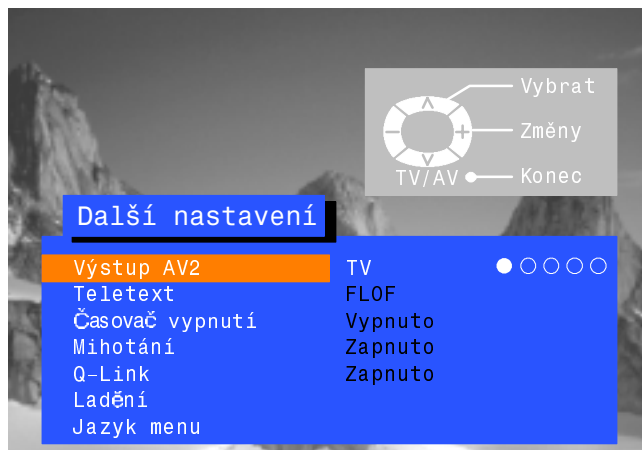 Vybrat
Změny
TV/AV Konec
Další nastavení
Výstup AV2 TV
Teletext FLOF
Časovač vypnutí Vypnuto
Mihotání Zapnuto
Q-Link Zapnuto
Ladění
Jazyk menu